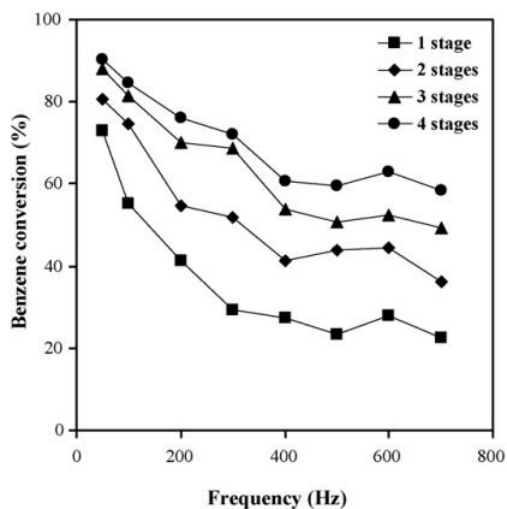 100
80
60
40
20
0
Benzene conversion (%)
1 stage
2 stages
3 stages
4 stages
0 200 400 600 800
Frequency (Hz)